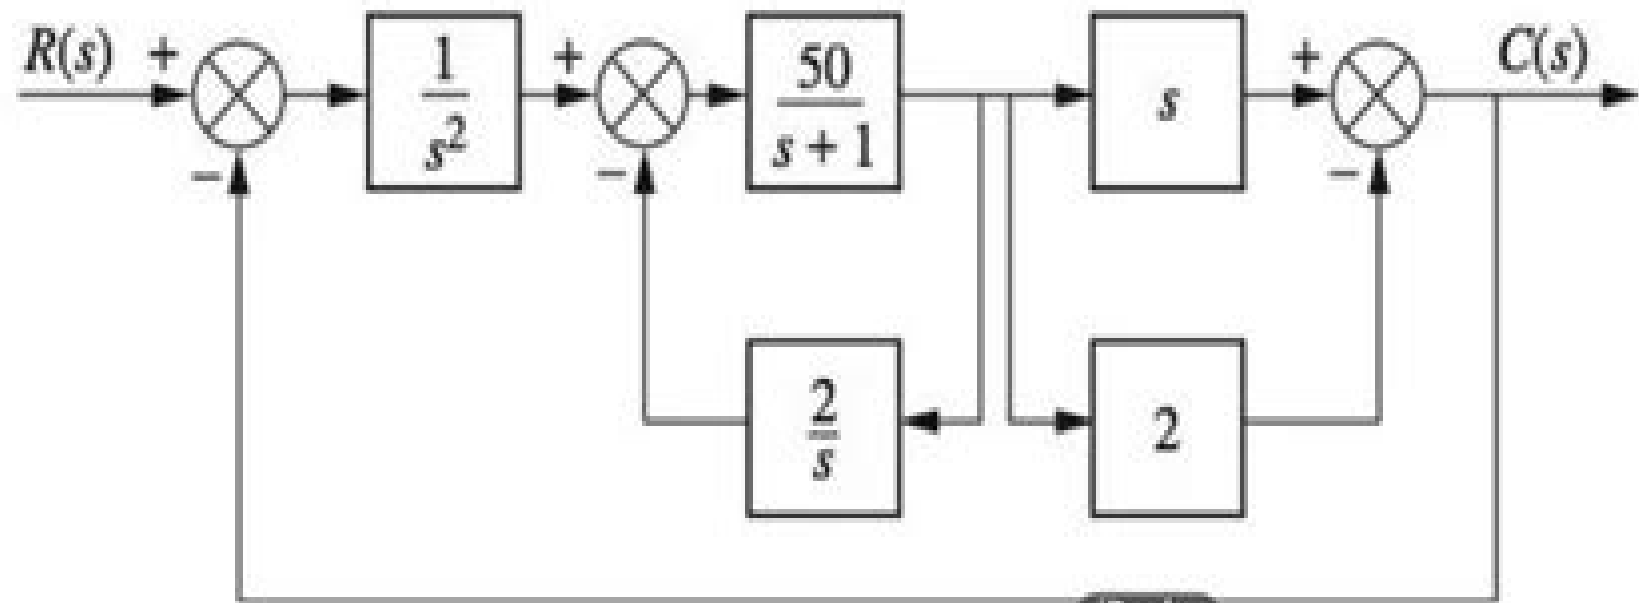 R(s) + 1/s² + 50/(s + 1) s + C(s)
− − −
2/s 2